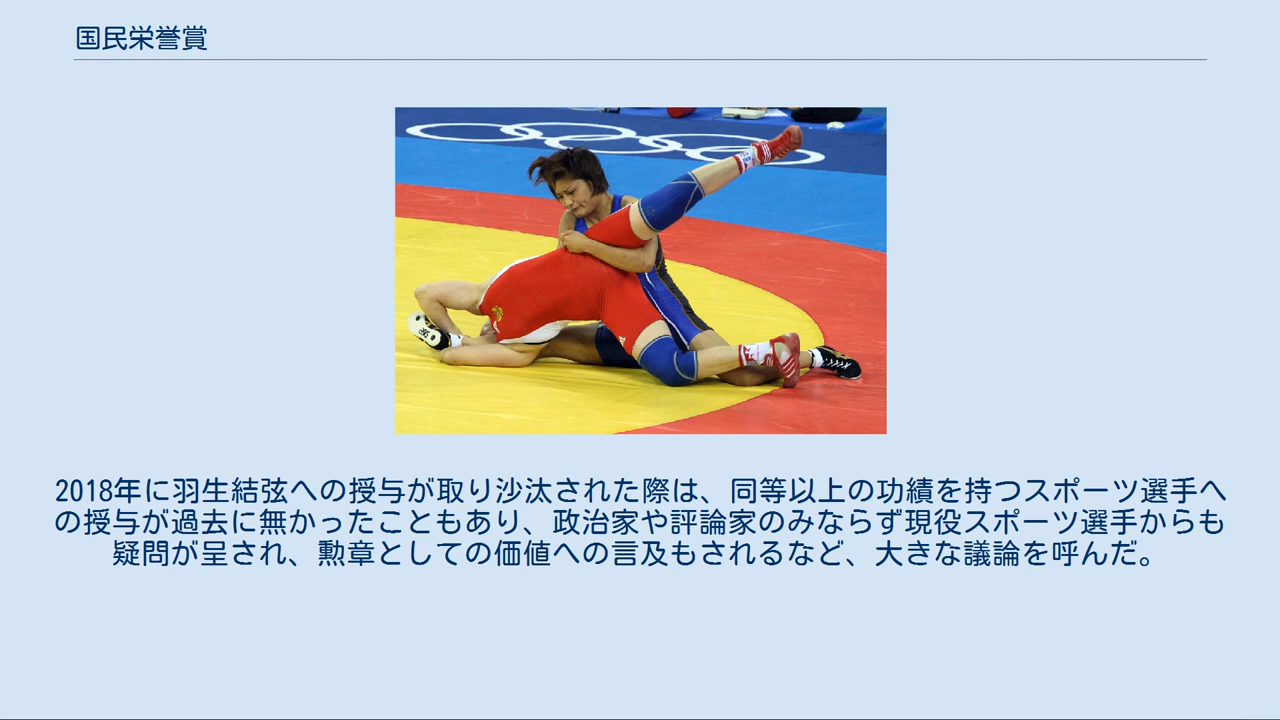 国民栄誉賞
2018年に羽生結弦への授与が取り沙汰された際は、同等以上の功績を持つスポーツ選手へ
の授与が過去に無かったこともあり、政治家や評論家のみならず現役スポーツ選手からも
疑問が呈され、勲章としての価値への言及もされるなど、大きな議論を呼んだ。